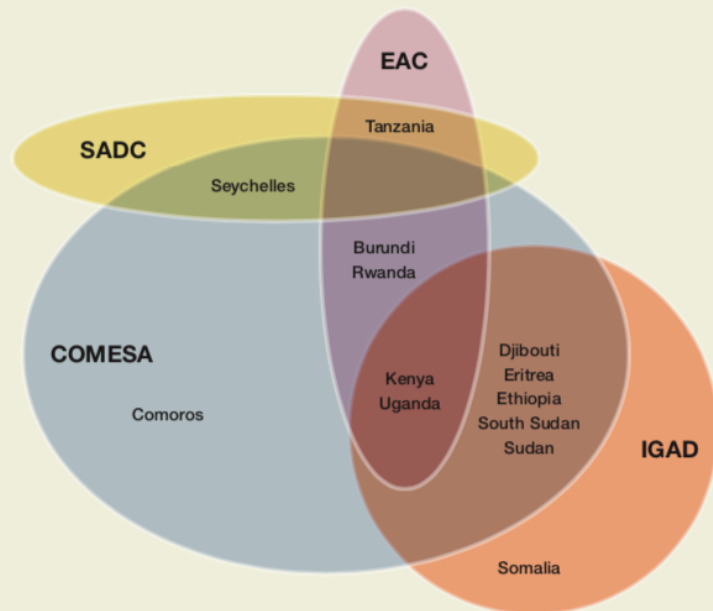 EAC
Tanzania
SADC
Seychelles
Burundi
Rwanda
COMESA
Comoros
Kenya
Uganda
Djibouti
Eritrea
Ethiopia
South Sudan
Sudan
IGAD
Somalia